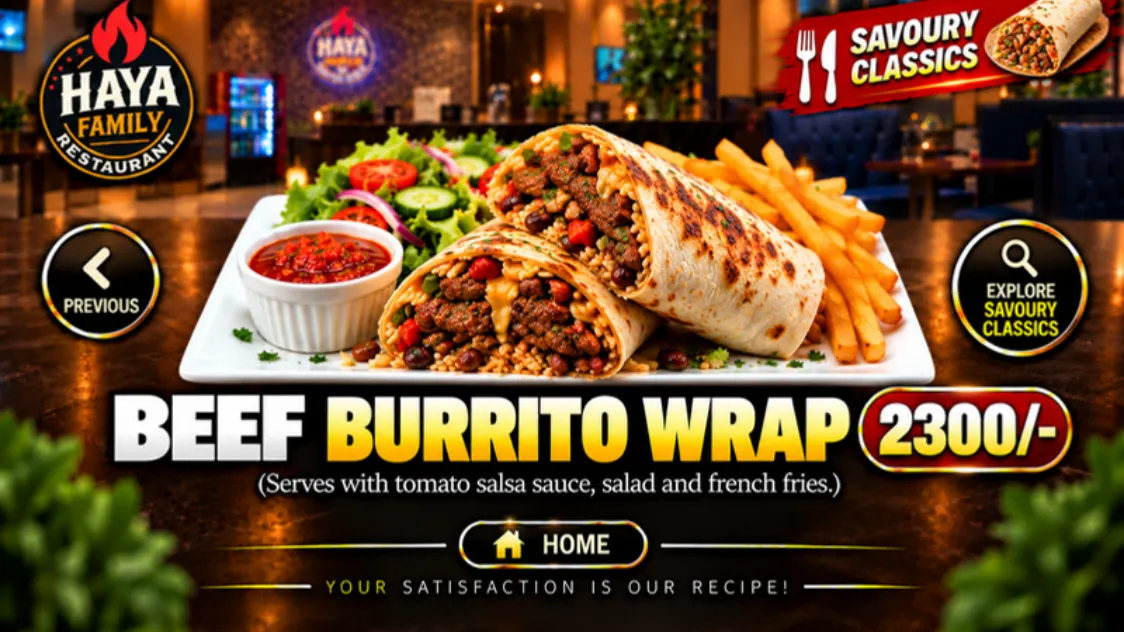 HAYA
FAMILY
RESTAURANT
HAYA
SAVOURY
CLASSICS
PREVIOUS
EXPLORE
SAVOURY
CLASSICS
BEEF BURRITO WRAP 2300/-
(Serves with tomato salsa sauce, salad and french fries.)
HOME
YOUR SATISFACTION IS OUR RECIPE!